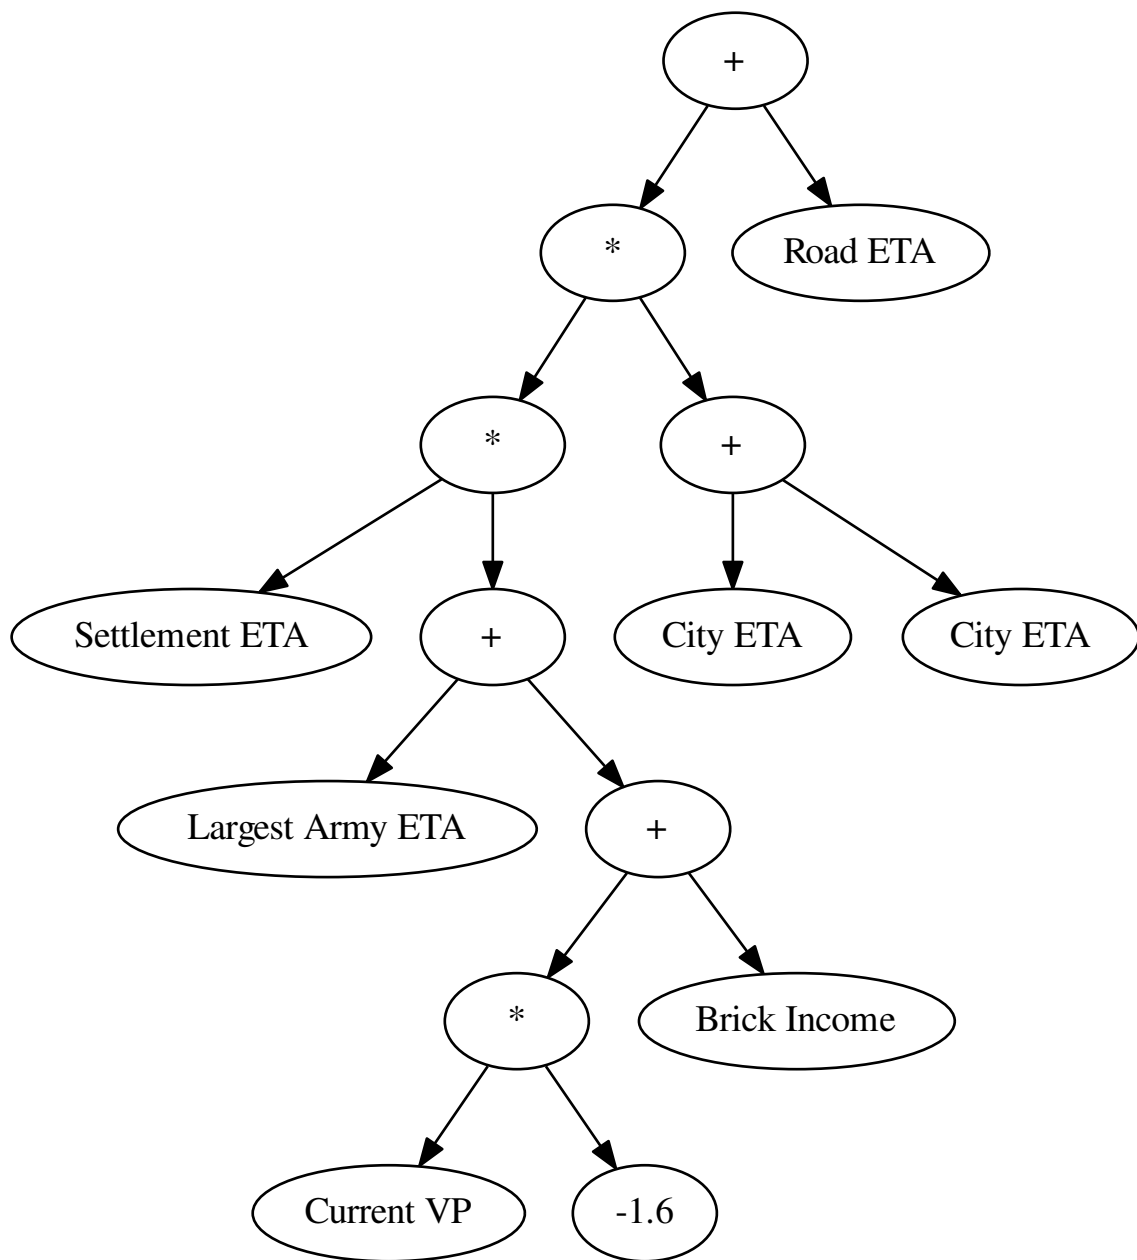 +
*
Road ETA
*
+
Settlement ETA
+
City ETA
City ETA
Largest Army ETA
+
*
Brick Income
Current VP
-1.6